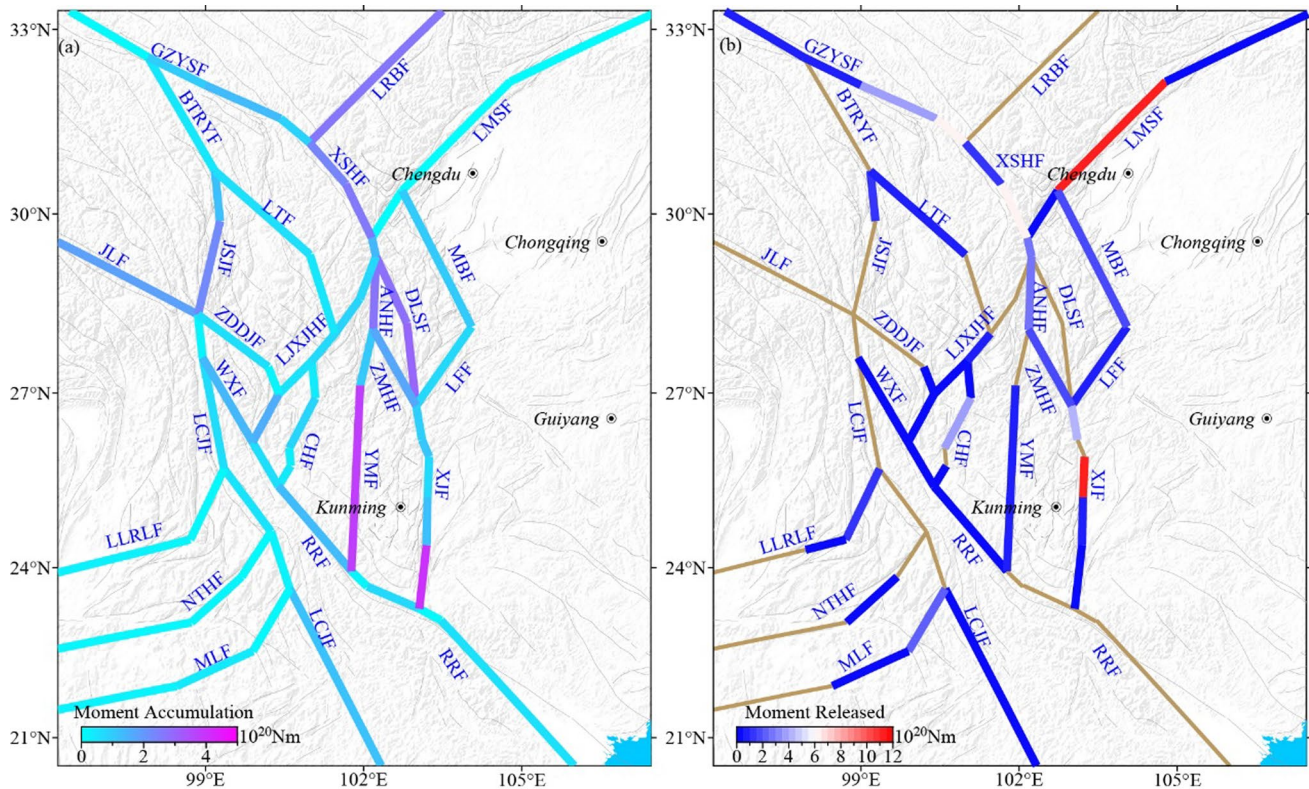 33°N
30°N
27°N
24°N
21°N
(a)
GZYSF
LRBF
BTRYF
LMSF
XSHF
Chengdu
LTF
Chongqing
JLF
JSJF
MBF
ANHF
DLSF
ZDDJF
LJXJHF
WXF
ZMHF
LFF
LCJF
Guiyang
CHF
YMF
XJF
Kunming
LLRLF
RRF
NTHF
MLF
LCJF
RRF
Moment Accumulation
10²⁰Nm
0 2 4
99°E 102°E 105°E
(b)
GZYSF
LRBF
BTRYF
LMSF
XSHF
Chengdu
LTF
Chongqing
JLF
JSJF
MBF
ANHF
DLSF
ZDDJF
LJXJHF
WXF
ZMHF
LFF
LCJF
Guiyang
CHF
YMF
XJF
Kunming
LLRLF
RRF
NTHF
MLF
LCJF
RRF
Moment Released
10²⁰Nm
0 2 4 6 8 10 12
99°E 102°E 105°E